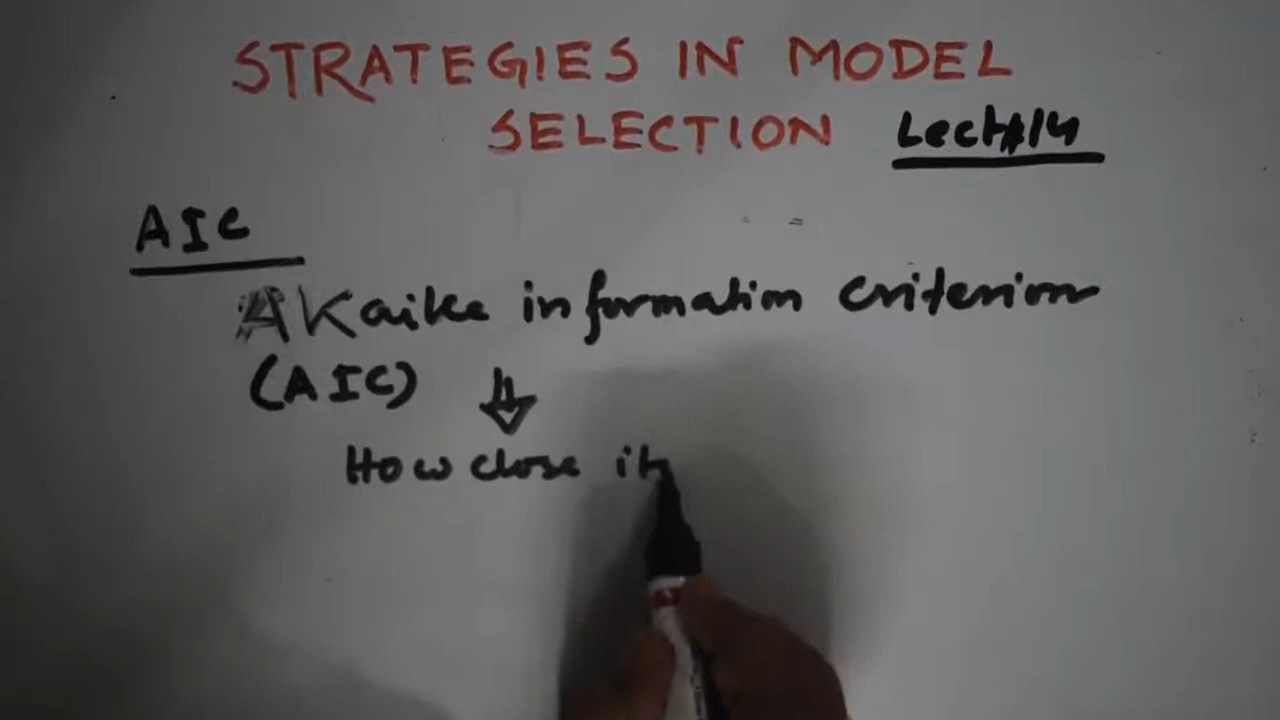 STRATEGIES IN MODEL
SELECTION Lect#14
AIC
AKaike information criterion
(AIC)
How close it